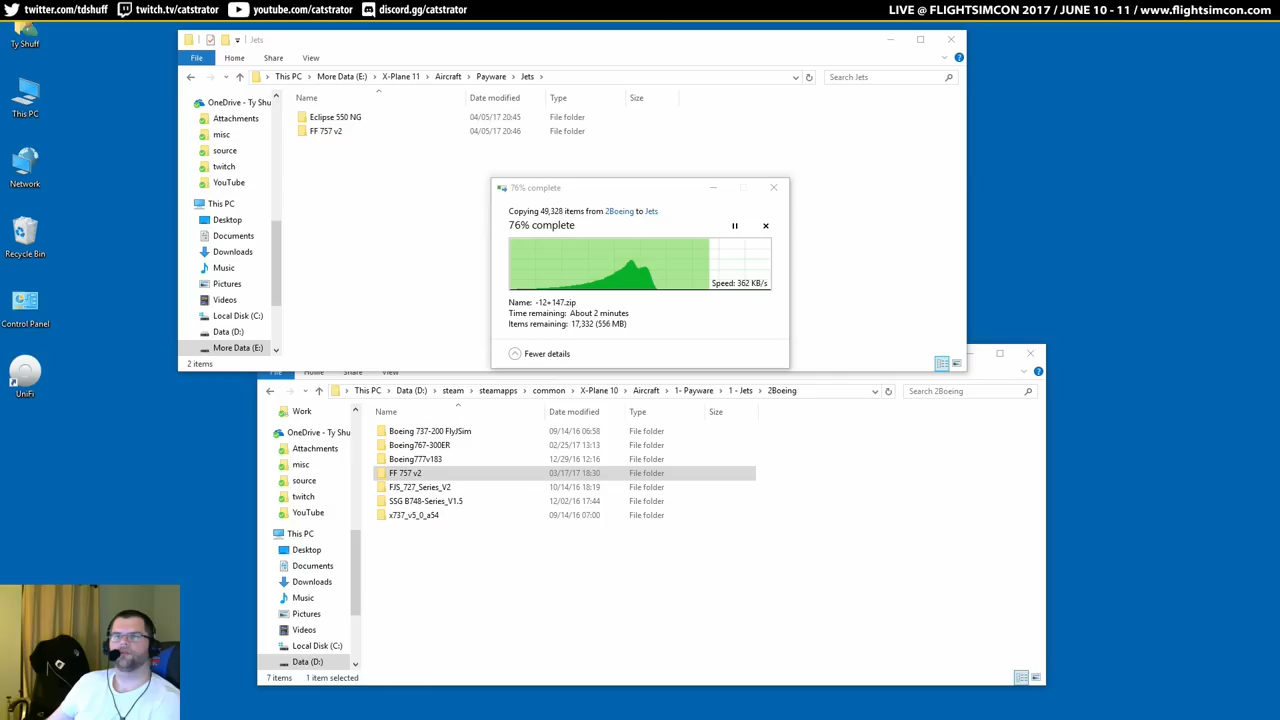 twitter.com/tdshuff twitch.tv/catstrator youtube.com/catstrator discord.gg/catstrator LIVE @ FLIGHTSIMCON 2017 / JUNE 10 - 11 / www.flightsimcon.com
Ty Shuff
This PC
Network
Recycle Bin
Control Panel
UniFi
Jets
File Home Share View
This PC > More Data (E:) > X-Plane 11 > Aircraft > Payware > Jets >
Search Jets
OneDrive - Ty Shu
Attachments
misc
source
twitch
YouTube
This PC
Desktop
Documents
Downloads
Music
Pictures
Videos
Local Disk (C:)
Data (D:)
More Data (E:)
Name Date modified Type Size
Eclipse 550 NG 04/05/17 20:45 File folder
FF 757 v2 04/05/17 20:46 File folder
2 items
76% complete
Copying 49,328 items from 2Boeing to Jets
76% complete
Speed: 362 KB/s
Name: -12+147.zip
Time remaining: About 2 minutes
Items remaining: 17,332 (556 MB)
Fewer details
File Home Share View
This PC > Data (D:) > steam > steamapps > common > X-Plane 10 > Aircraft > 1- Payware > 1 - Jets > 2Boeing
Search 2Boeing
Work
OneDrive - Ty Shu
Attachments
misc
source
twitch
YouTube
This PC
Desktop
Documents
Downloads
Music
Pictures
Videos
Local Disk (C:)
Data (D:)
Name Date modified Type Size
Boeing 737-200 FlyJSim 09/14/16 06:58 File folder
Boeing767-300ER 02/25/17 13:13 File folder
Boeing777v183 12/29/16 12:16 File folder
FF 757 v2 03/17/17 18:30 File folder
FJS_727_Series_V2 10/14/16 18:19 File folder
SSG B748-Series_V1.5 12/02/16 17:44 File folder
x737_v5_0_a54 09/14/16 07:00 File folder
7 items 1 item selected